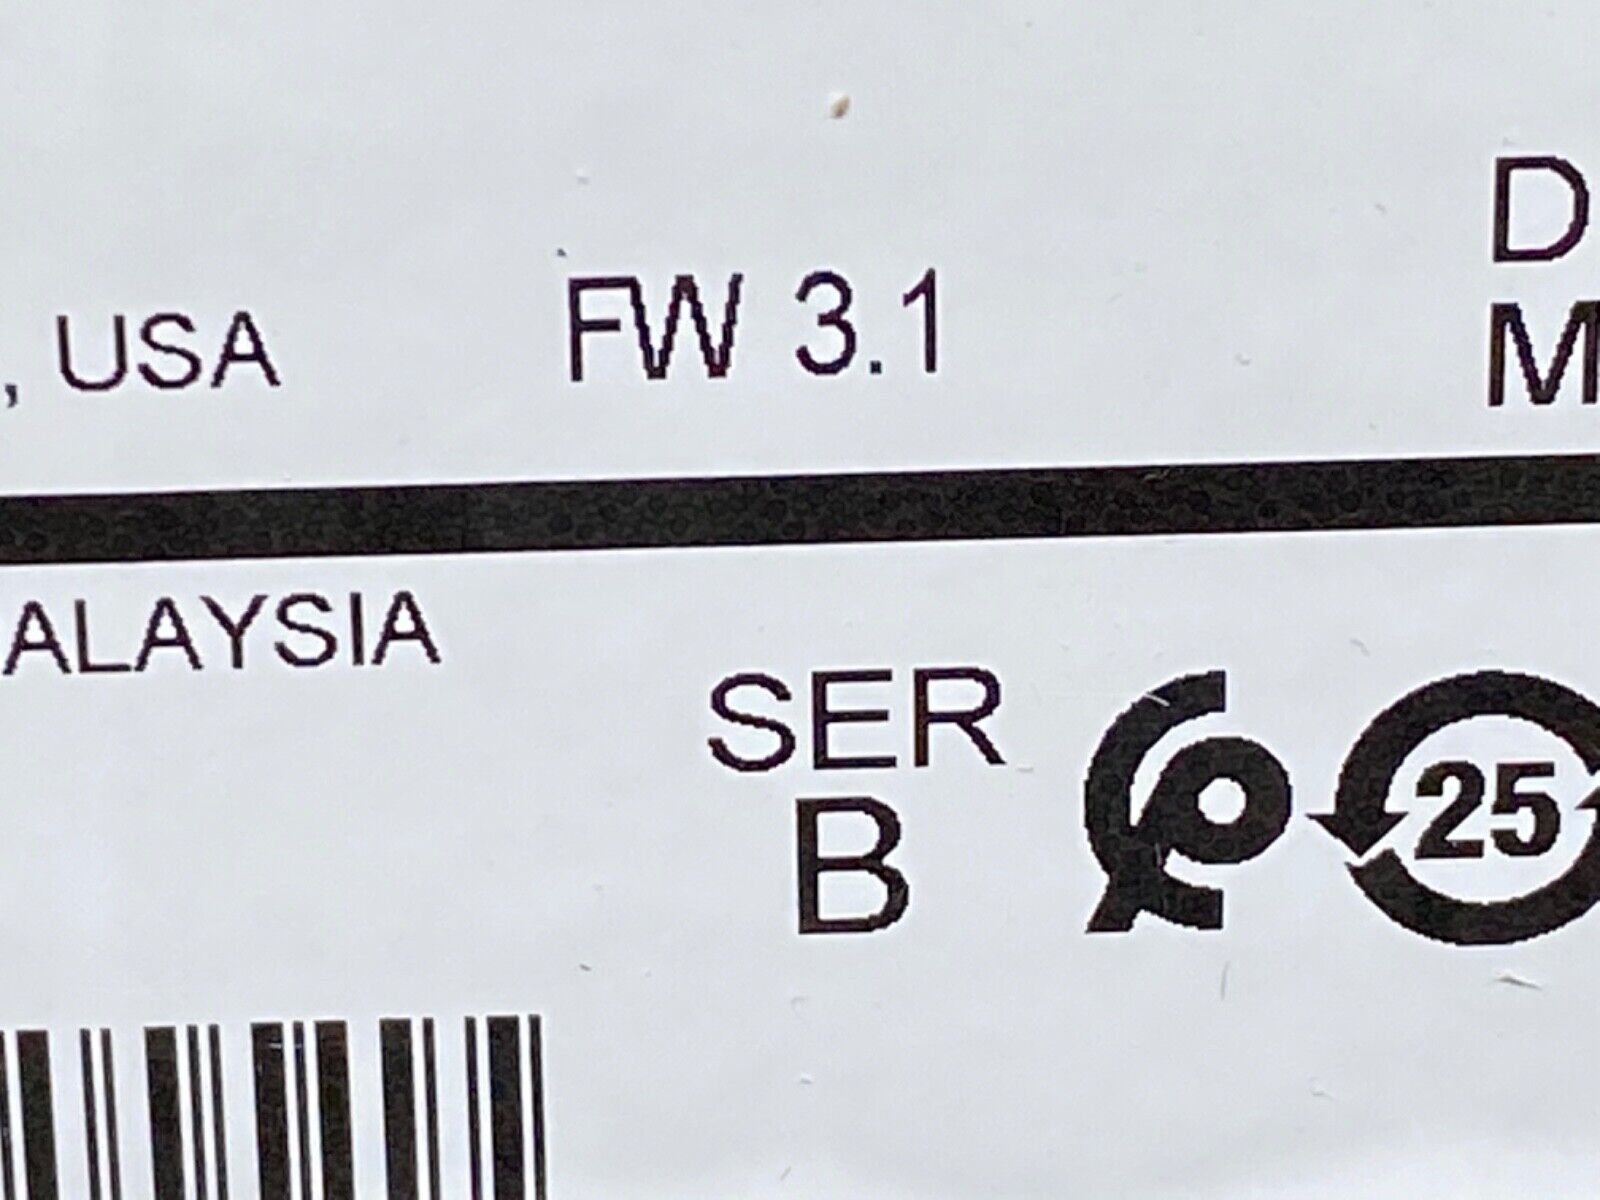 , USA FW 3.1 D
M
ALAYSIA
SER
B
25